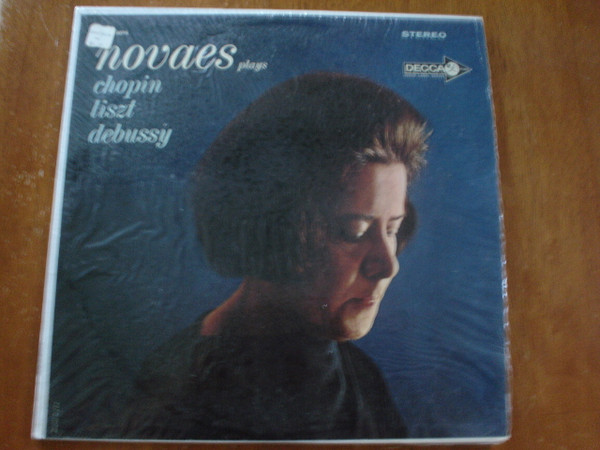 novaes plays
chopin
liszt
debussy
STEREO
DECCA